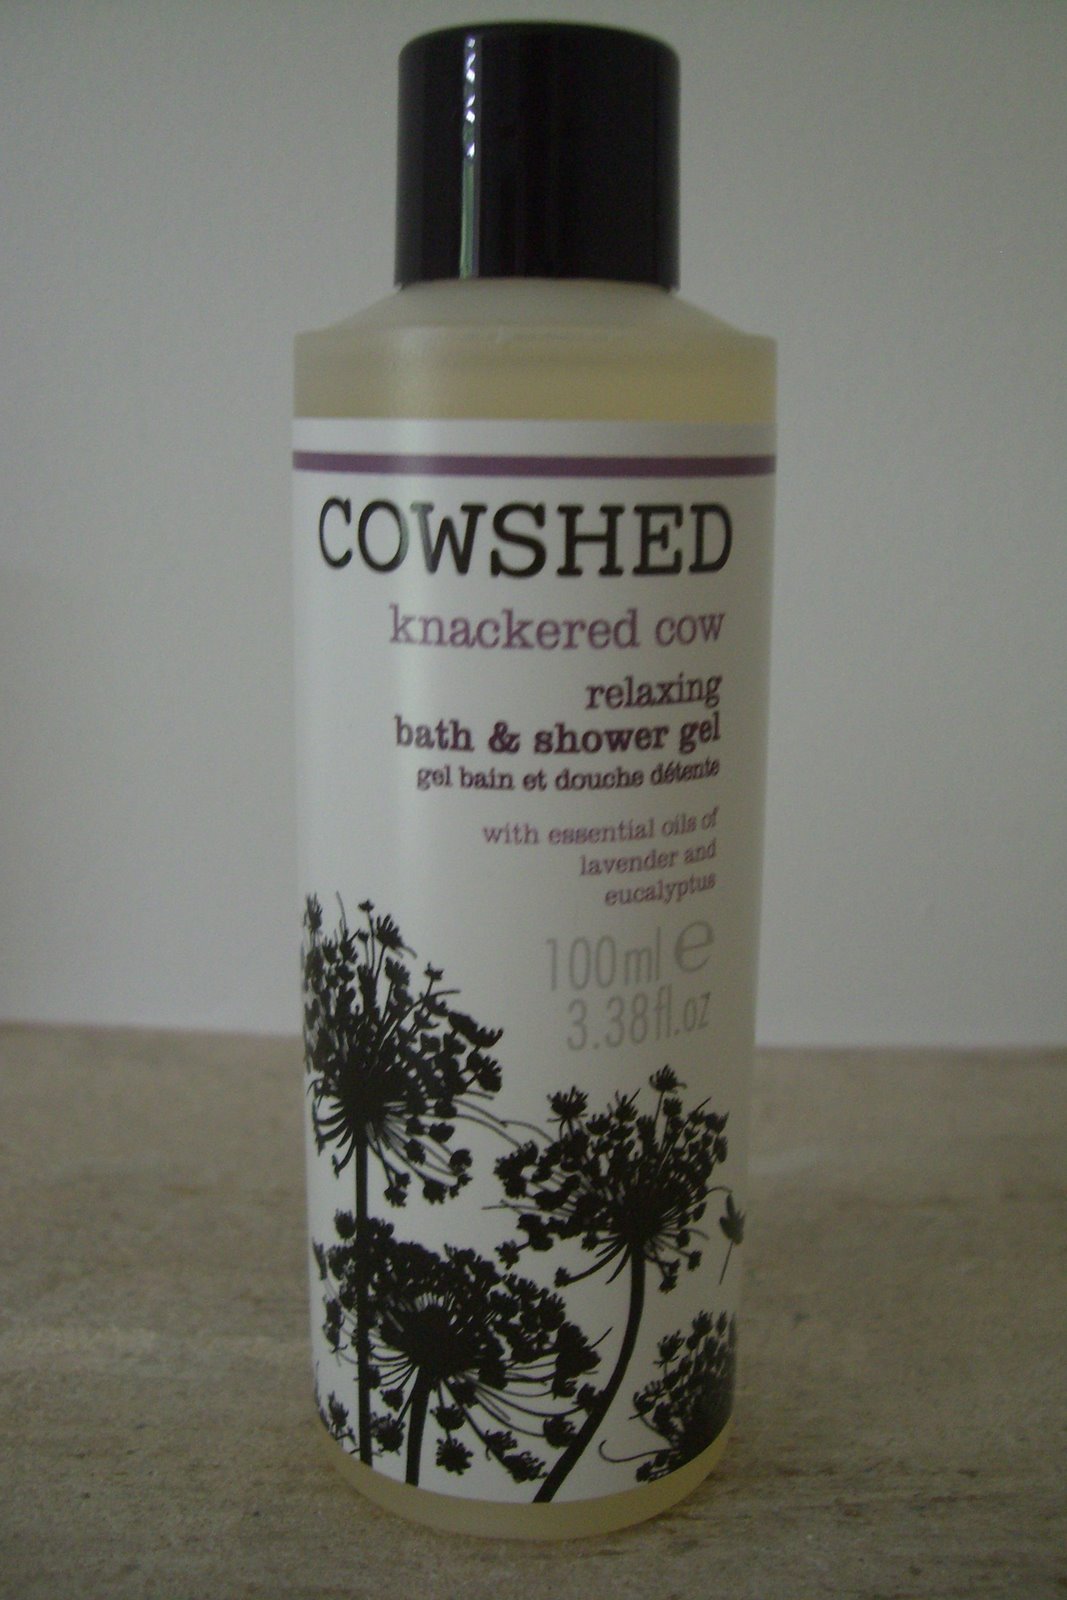 COWSHED
knackered cow
relaxing
bath & shower gel
gel bain et douche détente
with essential oils of
lavender and
eucalyptus
100ml e
3.38fl.oz